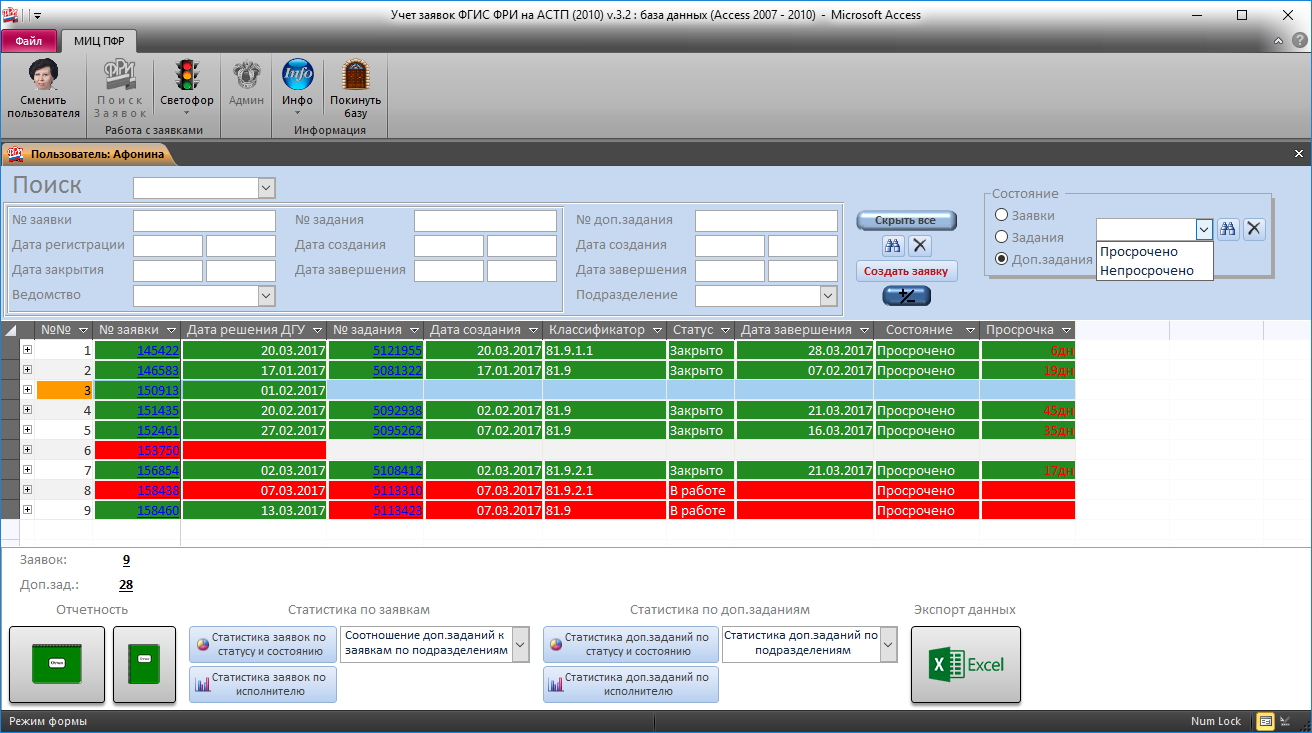 Учет заявок ФГИС ФРИ на АСТП (2010) v.3.2 : база данных (Access 2007 - 2010) - Microsoft Access
Файл МИЦ ПФР
Сменить пользователя
Поиск Заявок
Светофор
Админ
Инфо
Покинуть базу
Работа с заявками Информация
Пользователь: Афонина
Поиск
№ заявки № задания № доп.задания
Дата регистрации Дата создания Дата создания
Дата закрытия Дата завершения Дата завершения
Ведомство Подразделение
Скрыть все
Создать заявку
Состояние
Заявки
Задания
Доп.задания
Просрочено
Непросрочено
№№ № заявки Дата решения ДГУ № задания Дата создания Классификатор Статус Дата завершения Состояние Просрочка
1 145422 20.03.2017 5121955 20.03.2017 81.9.1.1 Закрыто 28.03.2017 Просрочено 6дн
2 146583 17.01.2017 5081322 17.01.2017 81.9 Закрыто 07.02.2017 Просрочено 19дн
3 150913 01.02.2017
4 151435 20.02.2017 5092938 02.02.2017 81.9 Закрыто 21.03.2017 Просрочено 45дн
5 152461 27.02.2017 5095262 07.02.2017 81.9 Закрыто 16.03.2017 Просрочено 35дн
6 153750
7 156854 02.03.2017 5108412 02.03.2017 81.9.2.1 Закрыто 21.03.2017 Просрочено 17дн
8 158438 07.03.2017 5113310 07.03.2017 81.9.2.1 В работе Просрочено
9 158460 13.03.2017 5113423 07.03.2017 81.9 В работе Просрочено
Заявок: 9
Доп.зад.: 28
Отчетность Статистика по заявкам Статистика по доп.заданиям Экспорт данных
Статистика заявок по статусу и состоянию
Соотношение доп.заданий к заявкам по подразделениям
Статистика доп.заданий по статусу и состоянию
Статистика доп.заданий по подразделениям
Статистика заявок по исполнителю
Статистика доп.заданий по исполнителю
Excel
Режим формы Num Lock